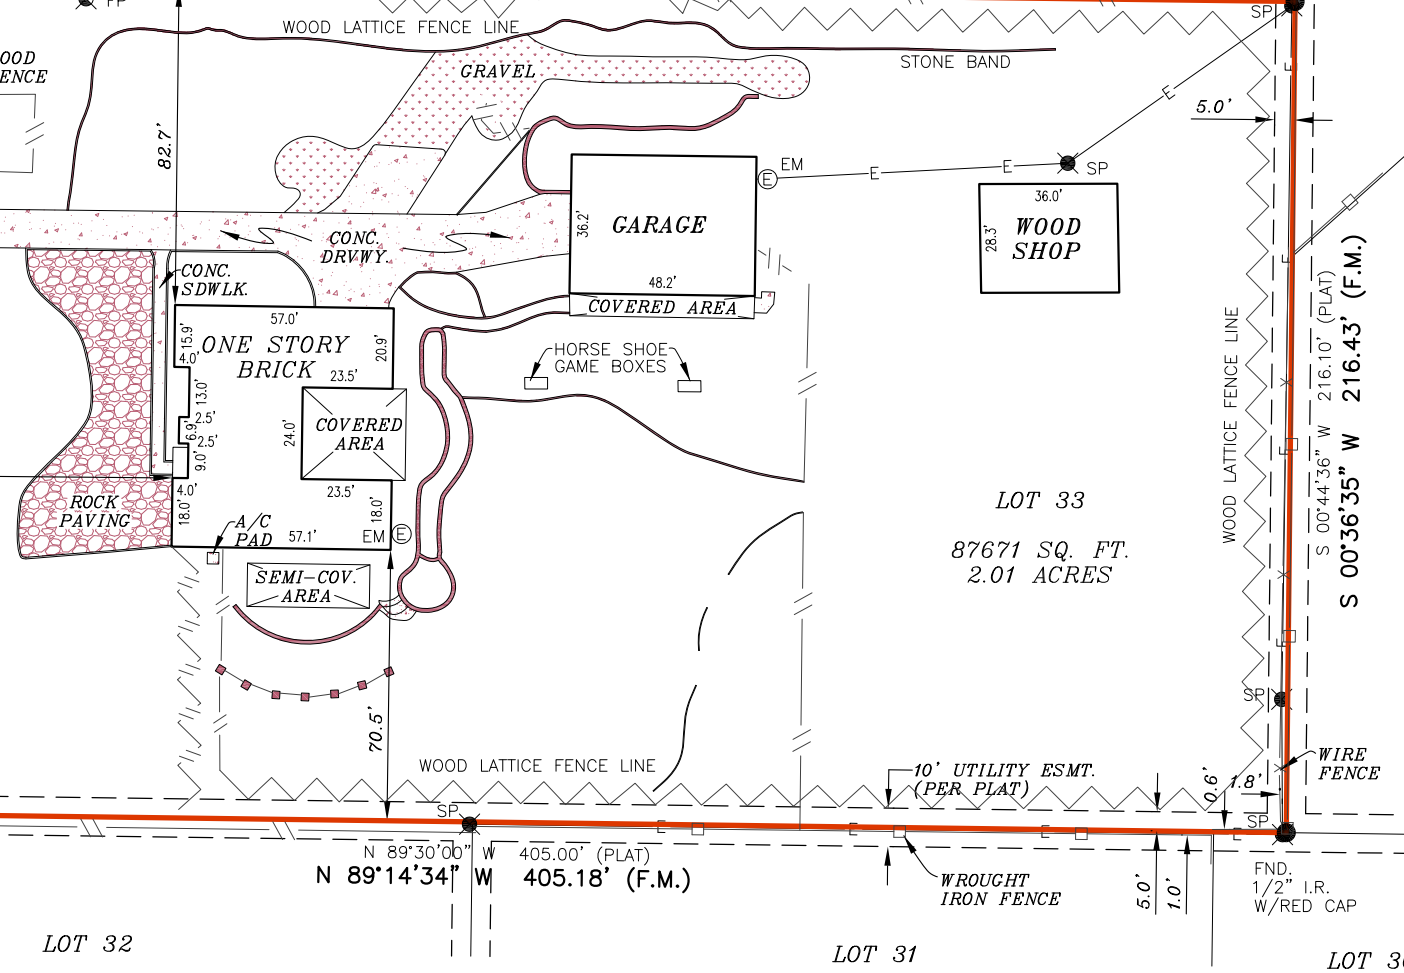 PP
SP
WOOD LATTICE FENCE LINE
OOD
ENCE
GRAVEL
STONE BAND
E
E
5.0'
82.7'
EM
E
E
E
SP
36.0'
36.2'
GARAGE
WOOD
SHOP
28.3'
CONC.
DRVWY.
CONC.
SDWLK.
48.2'
COVERED AREA
E
57.0'
15.9'
ONE STORY
BRICK
20.9'
4.0'
23.5'
HORSE SHOE
GAME BOXES
13.0'
2.5'
6.9'
2.5'
24.0'
COVERED
AREA
9.0'
4.0'
23.5'
18.0'
18.0'
ROCK
PAVING
A/C
PAD
57.1'
EM
E
SEMI-COV.
AREA
LOT 33
87671 SQ. FT.
2.01 ACRES
WOOD LATTICE FENCE LINE
S 00°44'36" W 216.10' (PLAT)
S 00°36'35" W 216.43' (F.M.)
E
E
SP
70.5'
WOOD LATTICE FENCE LINE
10' UTILITY ESMT.
(PER PLAT)
0.6'
1.8'
WIRE
FENCE
SP
SP
E
E
E
E
N 89°30'00" W 405.00' (PLAT)
N 89°14'34" W 405.18' (F.M.)
WROUGHT
IRON FENCE
5.0'
1.0'
FND.
1/2" I.R.
W/RED CAP
LOT 32
LOT 31
LOT 30